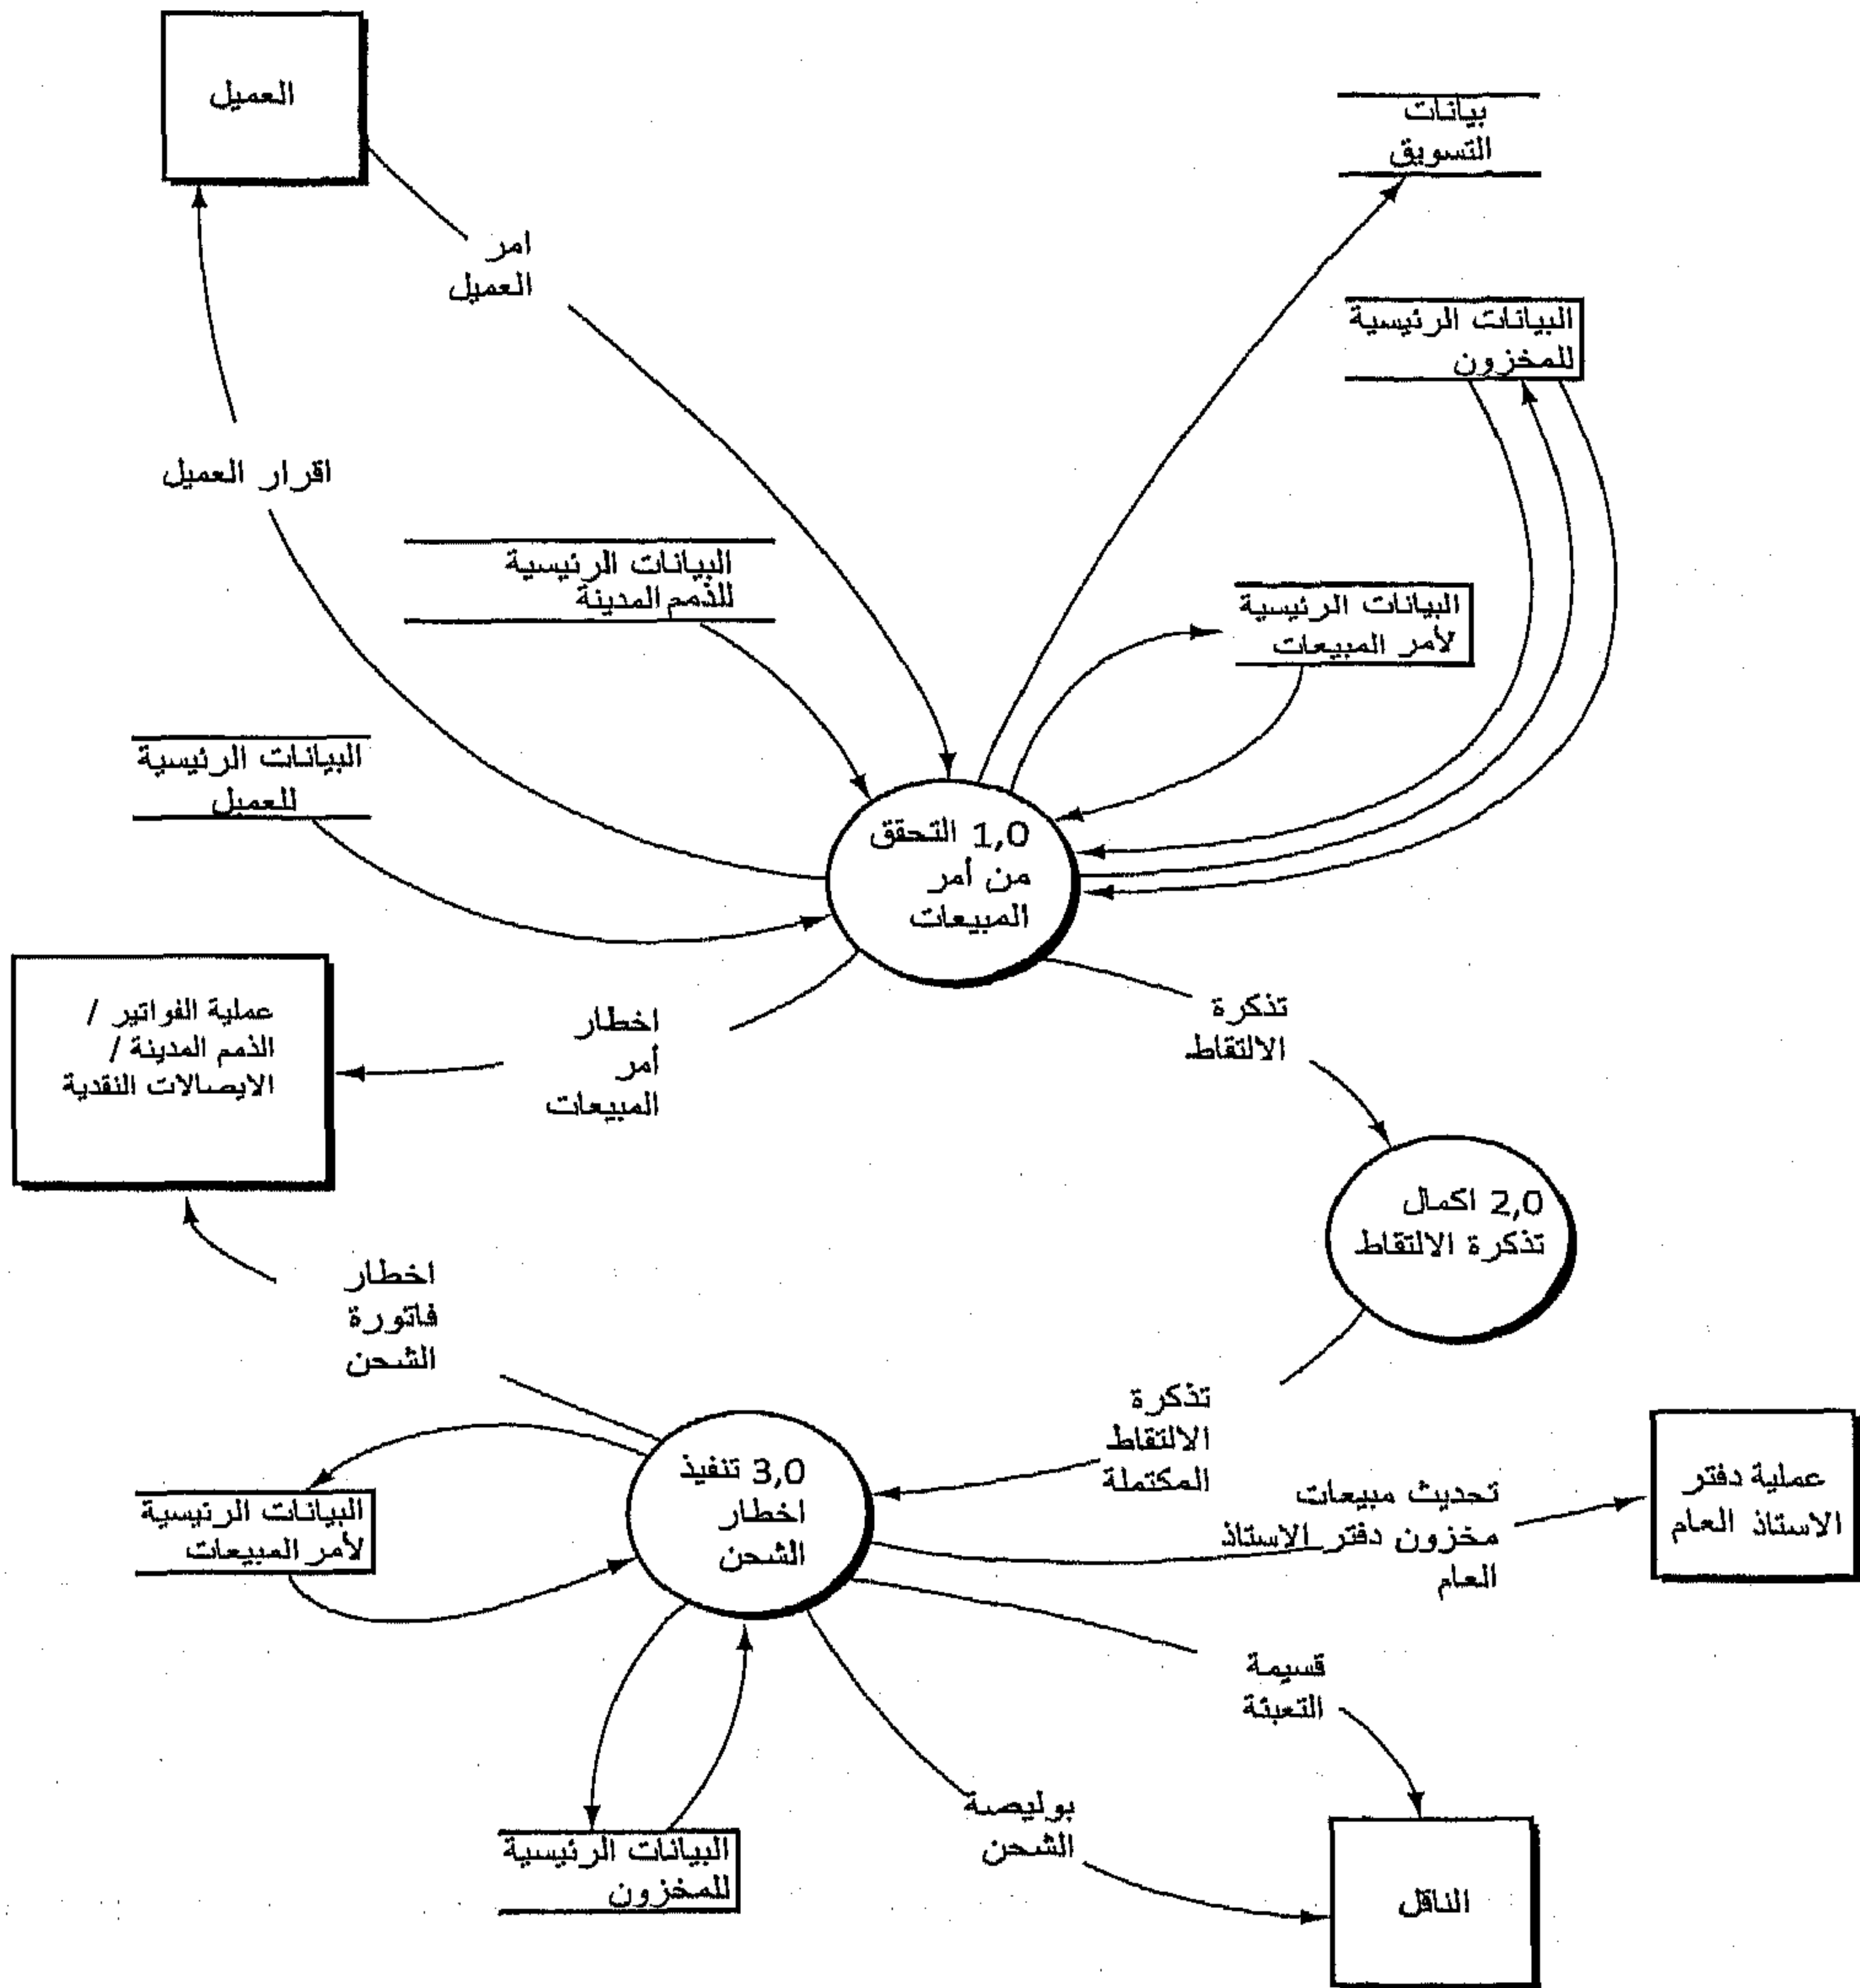 العميل
بيانات
التسويق
امر
العميل
البيانات الرئيسية
للمخزون
اقرار العميل
البيانات الرئيسية
للذمم المدينة
البيانات الرئيسية
لأمر المبيعات
البيانات الرئيسية
للعميل
1,0 التحقق
من أمر
المبيعات
عملية الفواتير /
الذمم المدينة /
الايصالات النقدية
اخطار
أمر
المبيعات
تذكرة
الالتقاط
2,0 اكمال
تذكرة الالتقاط
اخطار
فاتورة
الشحن
تذكرة
الالتقاط
المكتملة
3,0 تنفيذ
اخطار
الشحن
البيانات الرئيسية
لأمر المبيعات
تحديث مبيعات
مخزون دفتر الاستاذ
العام
عملية دفتر
الاستاذ العام
قسيمة
التعبئة
بوليصة
الشحن
البيانات الرئيسية
للمخزون
الناقل